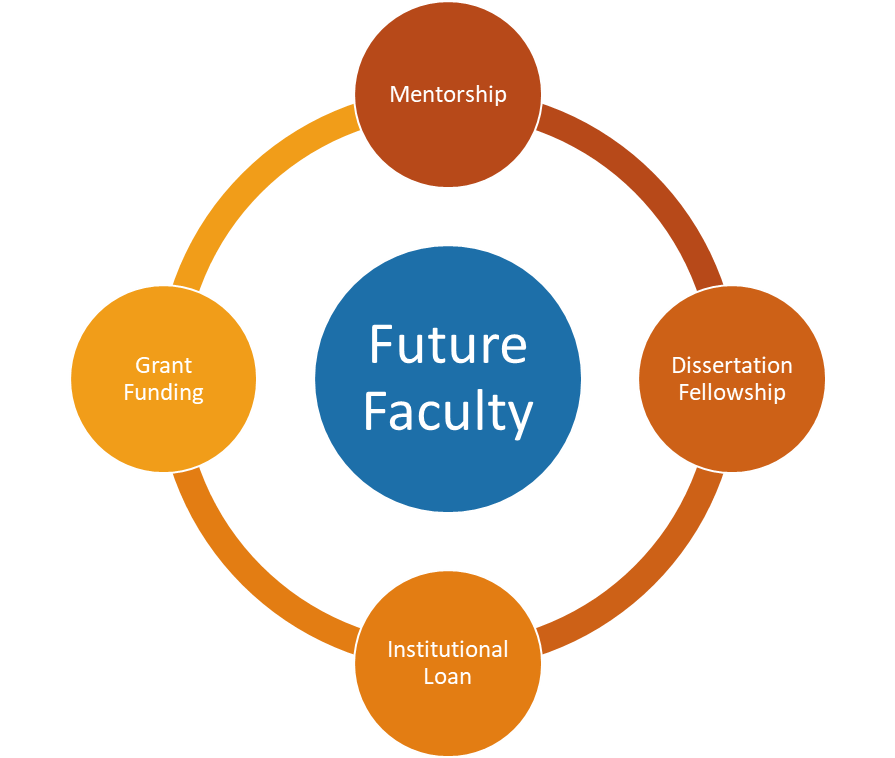 Mentorship
Future
Faculty
Grant
Funding
Dissertation
Fellowship
Institutional
Loan